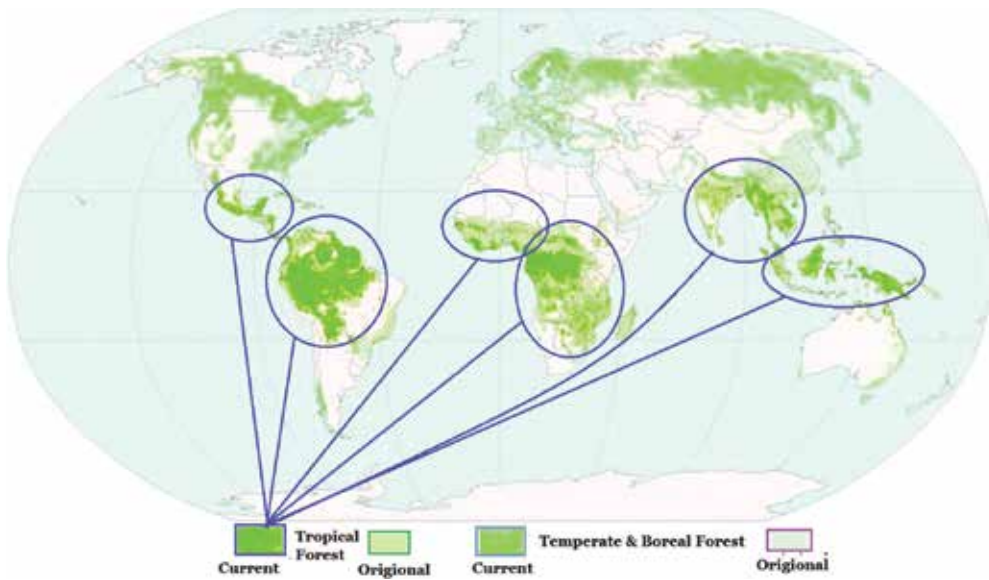 Tropical
Forest
Current
Origional
Temperate & Boreal Forest
Current
Origional